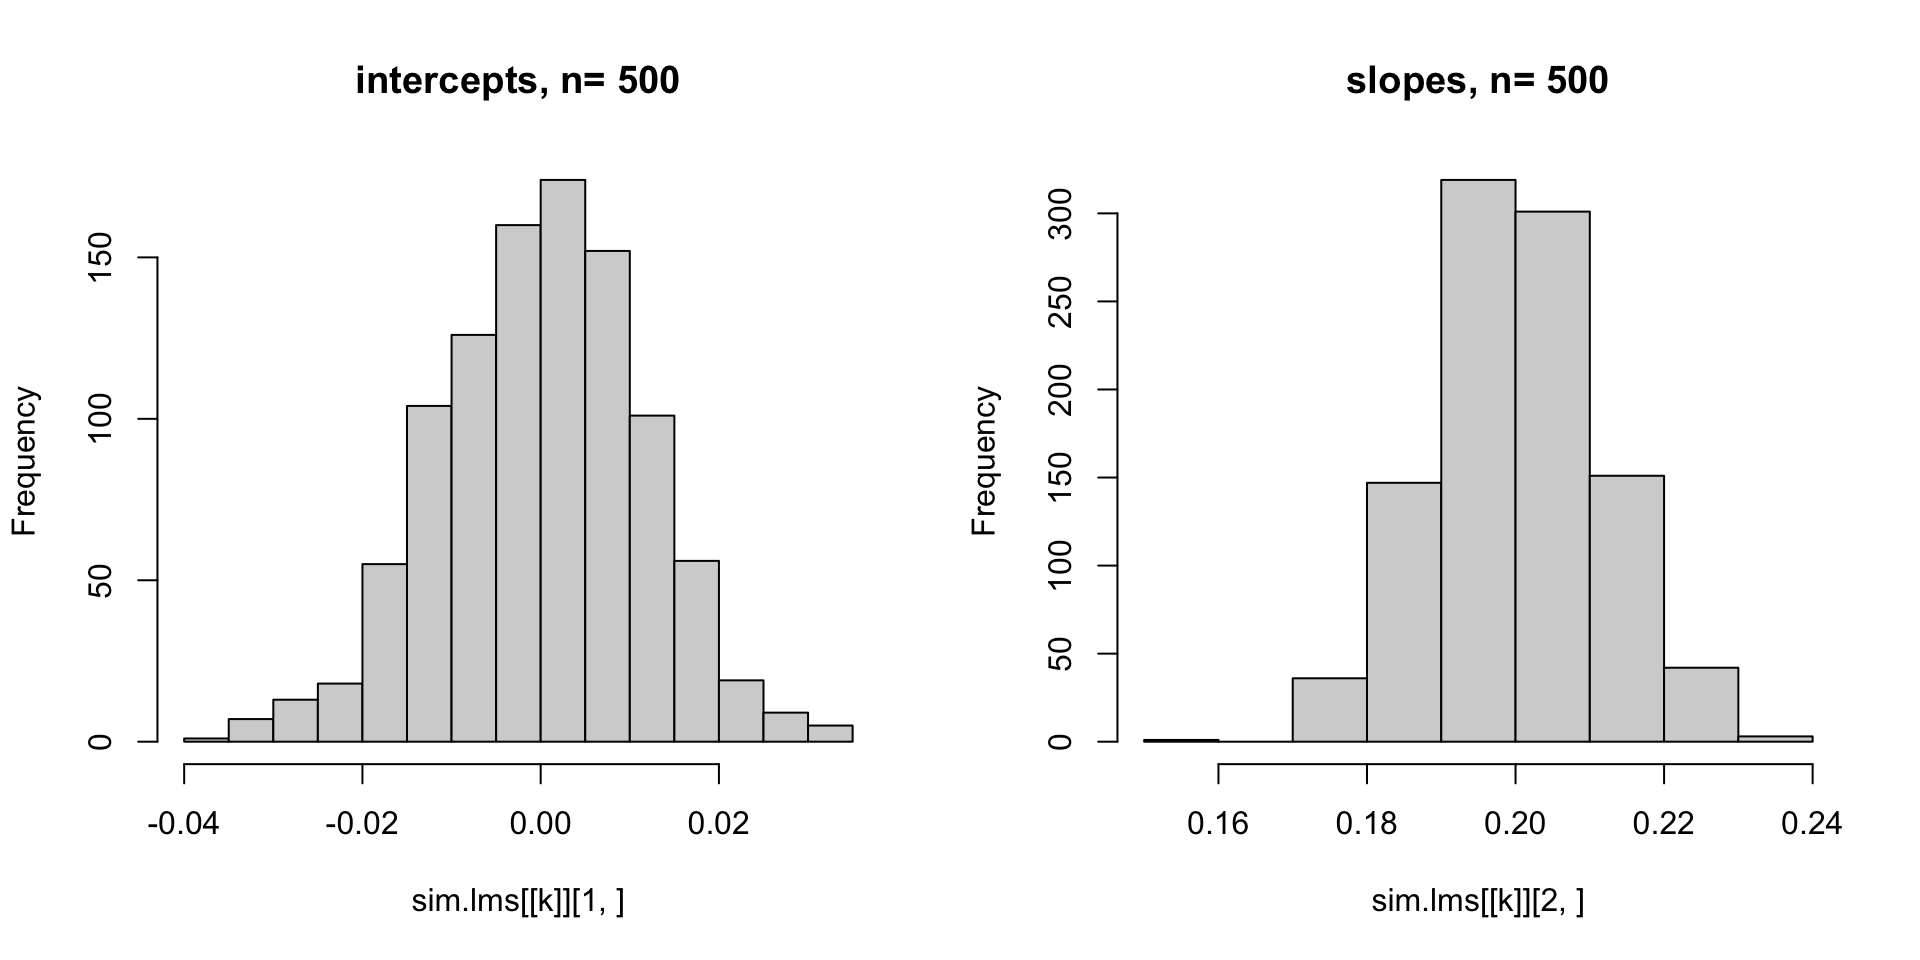 intercepts, n= 500
Frequency
150
100
50
0
-0.04 -0.02 0.00 0.02
sim.lms[[k]][1, ]
slopes, n= 500
Frequency
300
250
200
150
100
50
0
0.16 0.18 0.20 0.22 0.24
sim.lms[[k]][2, ]